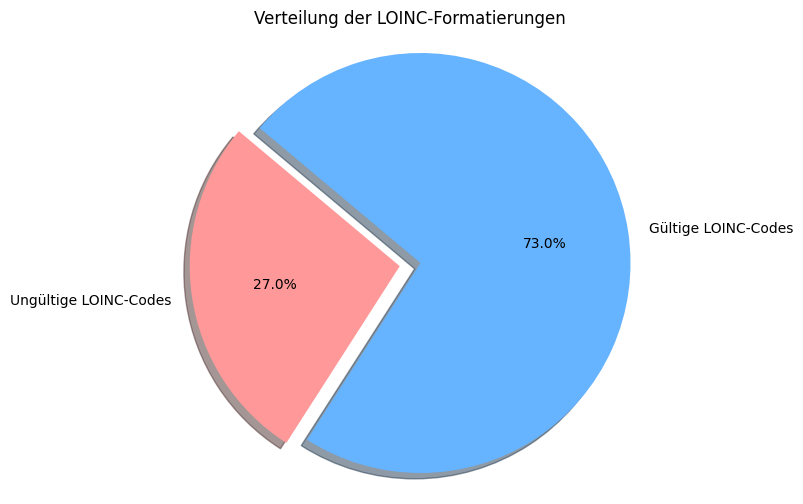 Verteilung der LOINC-Formatierungen
Gültige LOINC-Codes
73.0%
27.0%
Ungültige LOINC-Codes